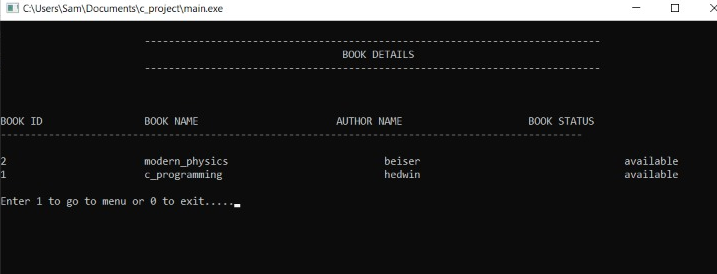 C:\Users\Sam\Documents\c_project\main.exe
----------------------------------------------------------------------------
BOOK DETAILS
----------------------------------------------------------------------------
BOOK ID BOOK NAME AUTHOR NAME BOOK STATUS
-------------------------------------------------------------------------------------------------
2 modern_physics beiser available
1 c_programming hedwin available
Enter 1 to go to menu or 0 to exit.....